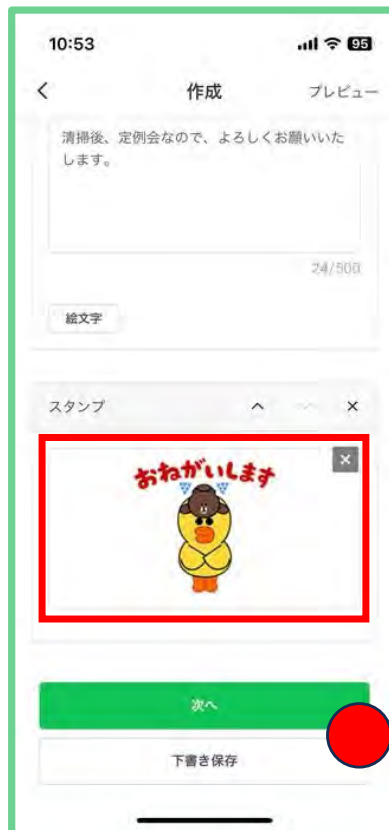 10:53
95
作成
プレビュー
清掃後、定例会なので、よろしくお願いいた
します。
24/500
絵文字
スタンプ
おねがいします
次へ
下書き保存